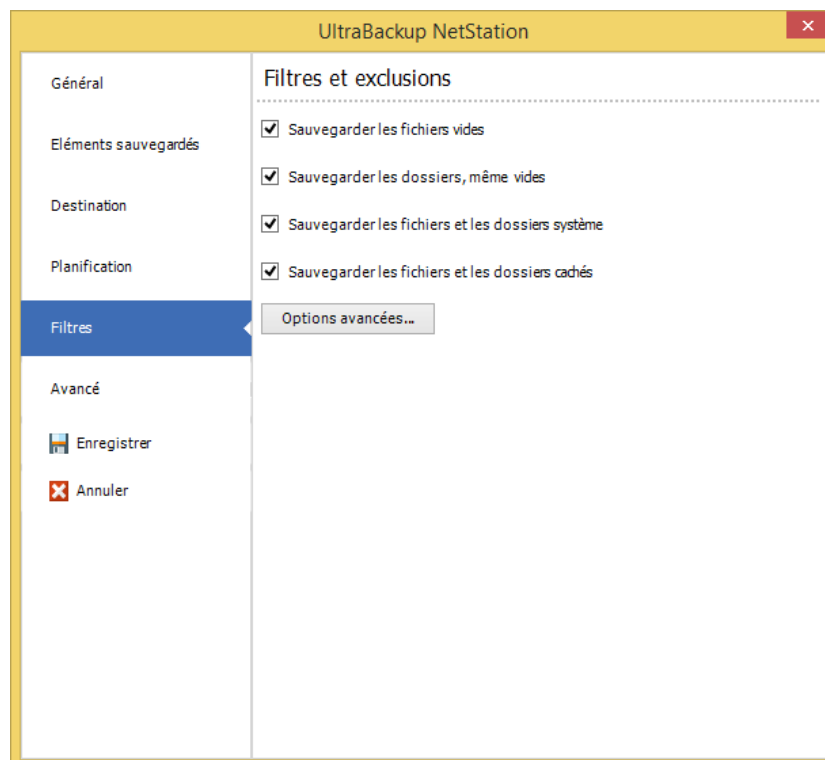 UltraBackup NetStation
Général
Eléments sauvegardés
Destination
Planification
Filtres
Avancé
Enregistrer
Annuler
Filtres et exclusions
Sauvegarder les fichiers vides
Sauvegarder les dossiers, même vides
Sauvegarder les fichiers et les dossiers système
Sauvegarder les fichiers et les dossiers cachés
Options avancées...